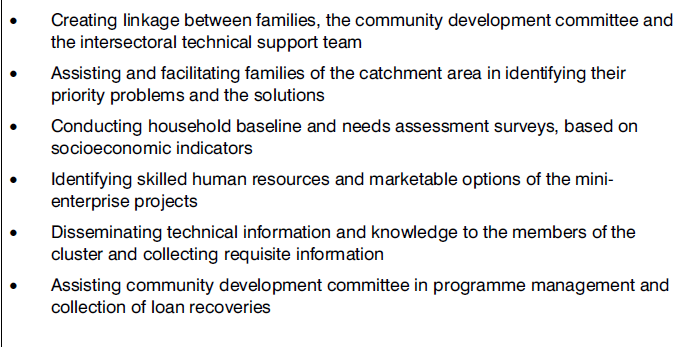 • Creating linkage between families, the community development committee and
the intersectoral technical support team
• Assisting and facilitating families of the catchment area in identifying their
priority problems and the solutions
• Conducting household baseline and needs assessment surveys, based on
socioeconomic indicators
• Identifying skilled human resources and marketable options of the mini-
enterprise projects
• Disseminating technical information and knowledge to the members of the
cluster and collecting requisite information
• Assisting community development committee in programme management and
collection of loan recoveries